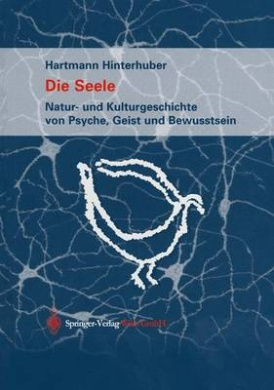 Hartmann Hinterhuber
Die Seele
Natur- und Kulturgeschichte
von Psyche, Geist und Bewusstsein
Springer-Verlag Wien GmbH